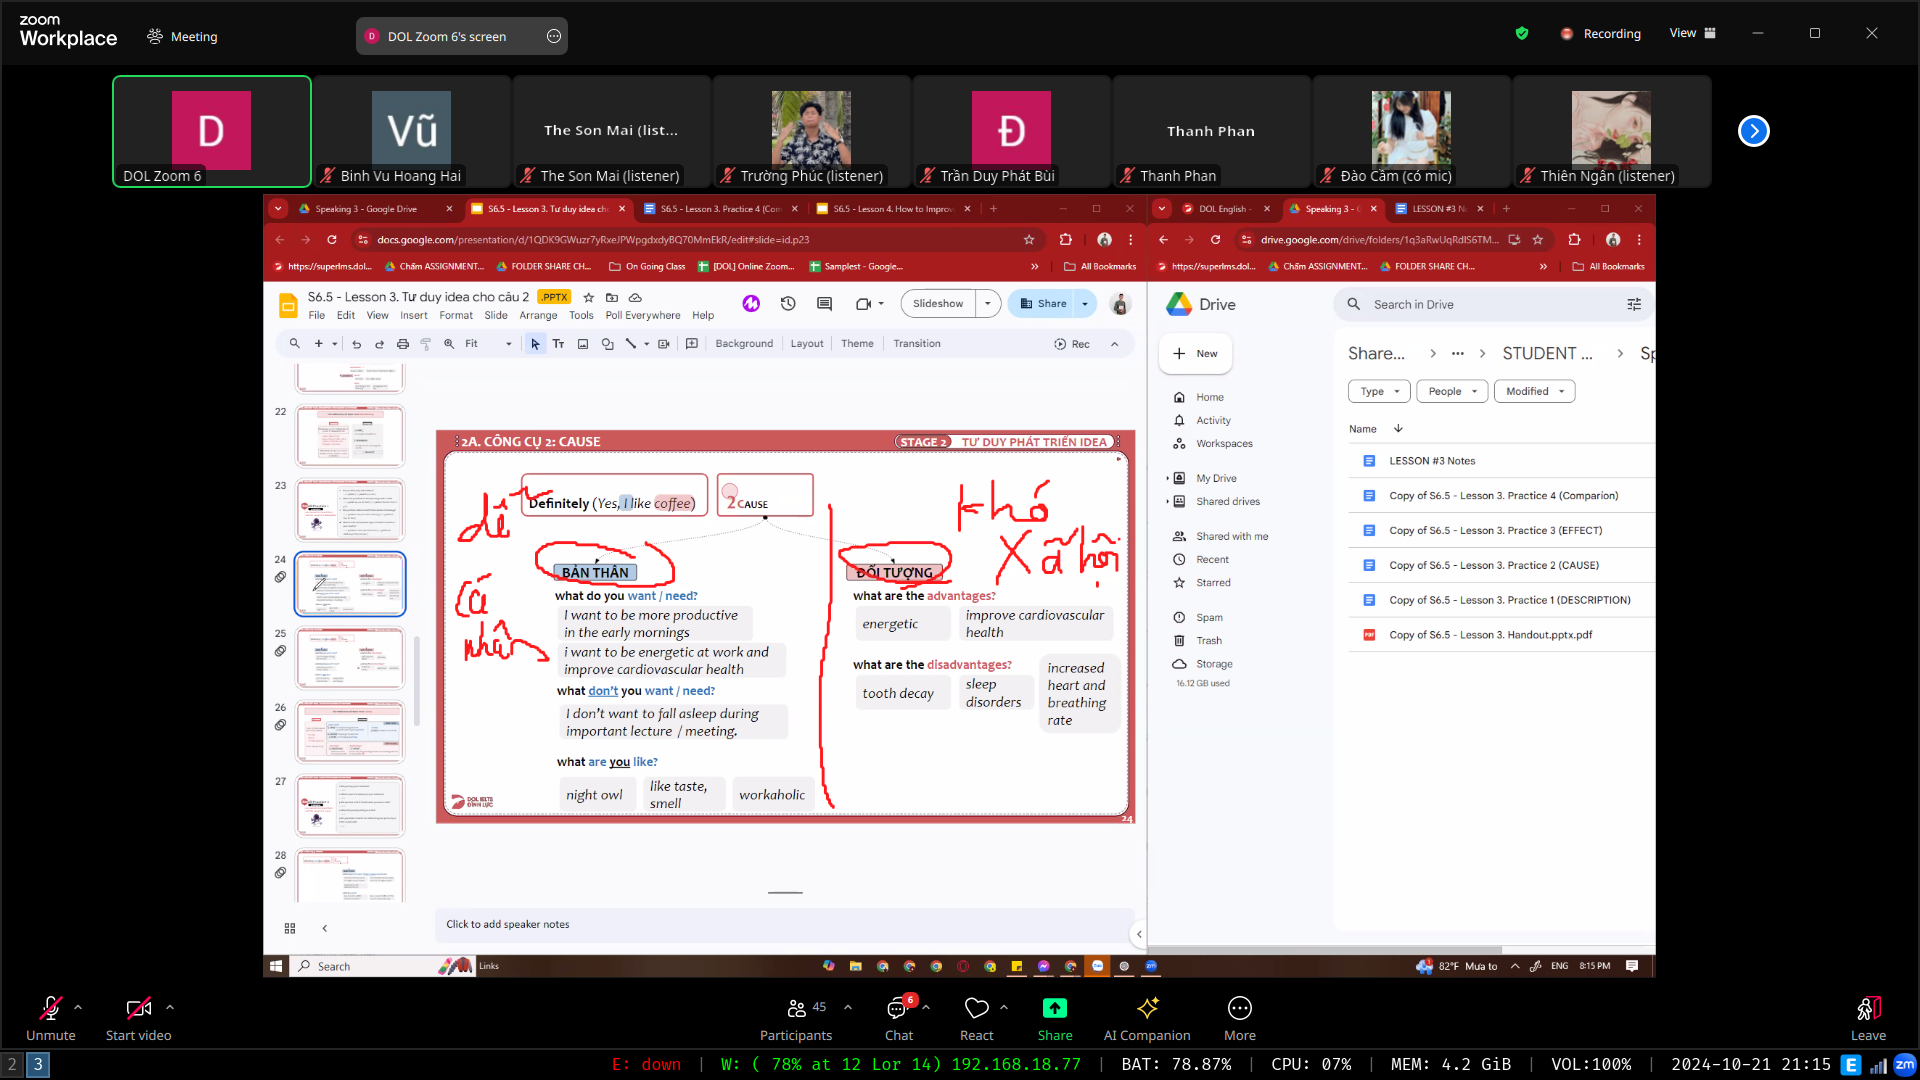 zoom
Workplace
Meeting
D DOL Zoom 6's screen
Recording
View
D
DOL Zoom 6
Vũ
Binh Vu Hoang Hai
The Son Mai (list...
The Son Mai (listener)
Trường Phúc (listener)
Đ
Trần Duy Phát Bùi
Thanh Phan
Thanh Phan
Đào Cầm (có mic)
Thiên Ngân (listener)
Speaking 3 - Google Drive
S6.5 - Lesson 3. Tư duy idea ch
S6.5 - Lesson 3. Practice 4 (Com
S6.5 - Lesson 4. How to Improv
docs.google.com/presentation/d/1QDK9GWuzr7yRxeJPWpgdxdyBQ70MmEkR/edit#slide=id.p23
https://superlms.dol...
Chấm ASSIGNMENT...
FOLDER SHARE CH...
On Going Class
[DOL] Online Zoom...
Samplest - Google...
All Bookmarks
S6.5 - Lesson 3. Tư duy idea cho câu 2 .PPTX
File Edit View Insert Format Slide Arrange Tools Poll Everywhere Help
Slideshow
Share
Fit
Background
Layout
Theme
Transition
Rec
22
23
24
25
26
27
28
2A. CÔNG CỤ 2: CAUSE
STAGE 2 TƯ DUY PHÁT TRIỂN IDEA
Definitely (Yes, I like coffee)
2 CAUSE
dễ
khó
Xã hội
cá
nhân
BẢN THÂN
what do you want / need?
I want to be more productive
in the early mornings
i want to be energetic at work and
improve cardiovascular health
what don't you want / need?
I don't want to fall asleep during
important lecture / meeting.
what are you like?
night owl
like taste,
smell
workaholic
ĐỐI TƯỢNG
what are the advantages?
energetic
improve cardiovascular
health
what are the disadvantages?
tooth decay
sleep
disorders
increased
heart and
breathing
rate
DOL IELTS
ĐÌNH LỰC
24
Click to add speaker notes
DOL English -
Speaking 3 - G
LESSON #3 N
drive.google.com/drive/folders/1q3aRwUqRdIS6TM...
https://superlms.dol...
Chấm ASSIGNMENT...
FOLDER SHARE CH...
All Bookmarks
Drive
Search in Drive
New
Home
Activity
Workspaces
My Drive
Shared drives
Shared with me
Recent
Starred
Spam
Trash
Storage
16.12 GB used
Share... > ... > STUDENT ... > Sp
Type
People
Modified
Name
LESSON #3 Notes
Copy of S6.5 - Lesson 3. Practice 4 (Comparion)
Copy of S6.5 - Lesson 3. Practice 3 (EFFECT)
Copy of S6.5 - Lesson 3. Practice 2 (CAUSE)
Copy of S6.5 - Lesson 3. Practice 1 (DESCRIPTION)
PDF Copy of S6.5 - Lesson 3. Handout.pptx.pdf
Search
Links
82°F Mưa to
ENG
8:15 PM
Unmute
Start video
45
Participants
6
Chat
React
Share
AI Companion
More
Leave
2 3
E: down | W: ( 78% at 12 Lor 14) 192.168.18.77 | BAT: 78.87% | CPU: 07% | MEM: 4.2 GiB | VOL:100% | 2024-10-21 21:15 E zm